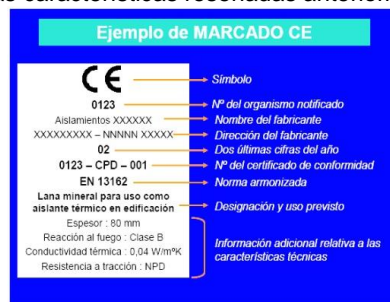 Ejemplo de MARCADO CE
CE Símbolo
0123 Nº del organismo notificado
Aislamientos XXXXXX Nombre del fabricante
XXXXXXXXX – NNNNN XXXXX Dirección del fabricante
02 Dos últimas cifras del año
0123 – CPD – 001 Nº del certificado de conformidad
EN 13162 Norma armonizada
Lana mineral para uso como
aislante térmico en edificación Designación y uso previsto
Espesor : 80 mm
Reacción al fuego : Clase B
Conductividad térmica : 0,04 W/mºK
Resistencia a tracción : NPD
Información adicional relativa a las
características técnicas